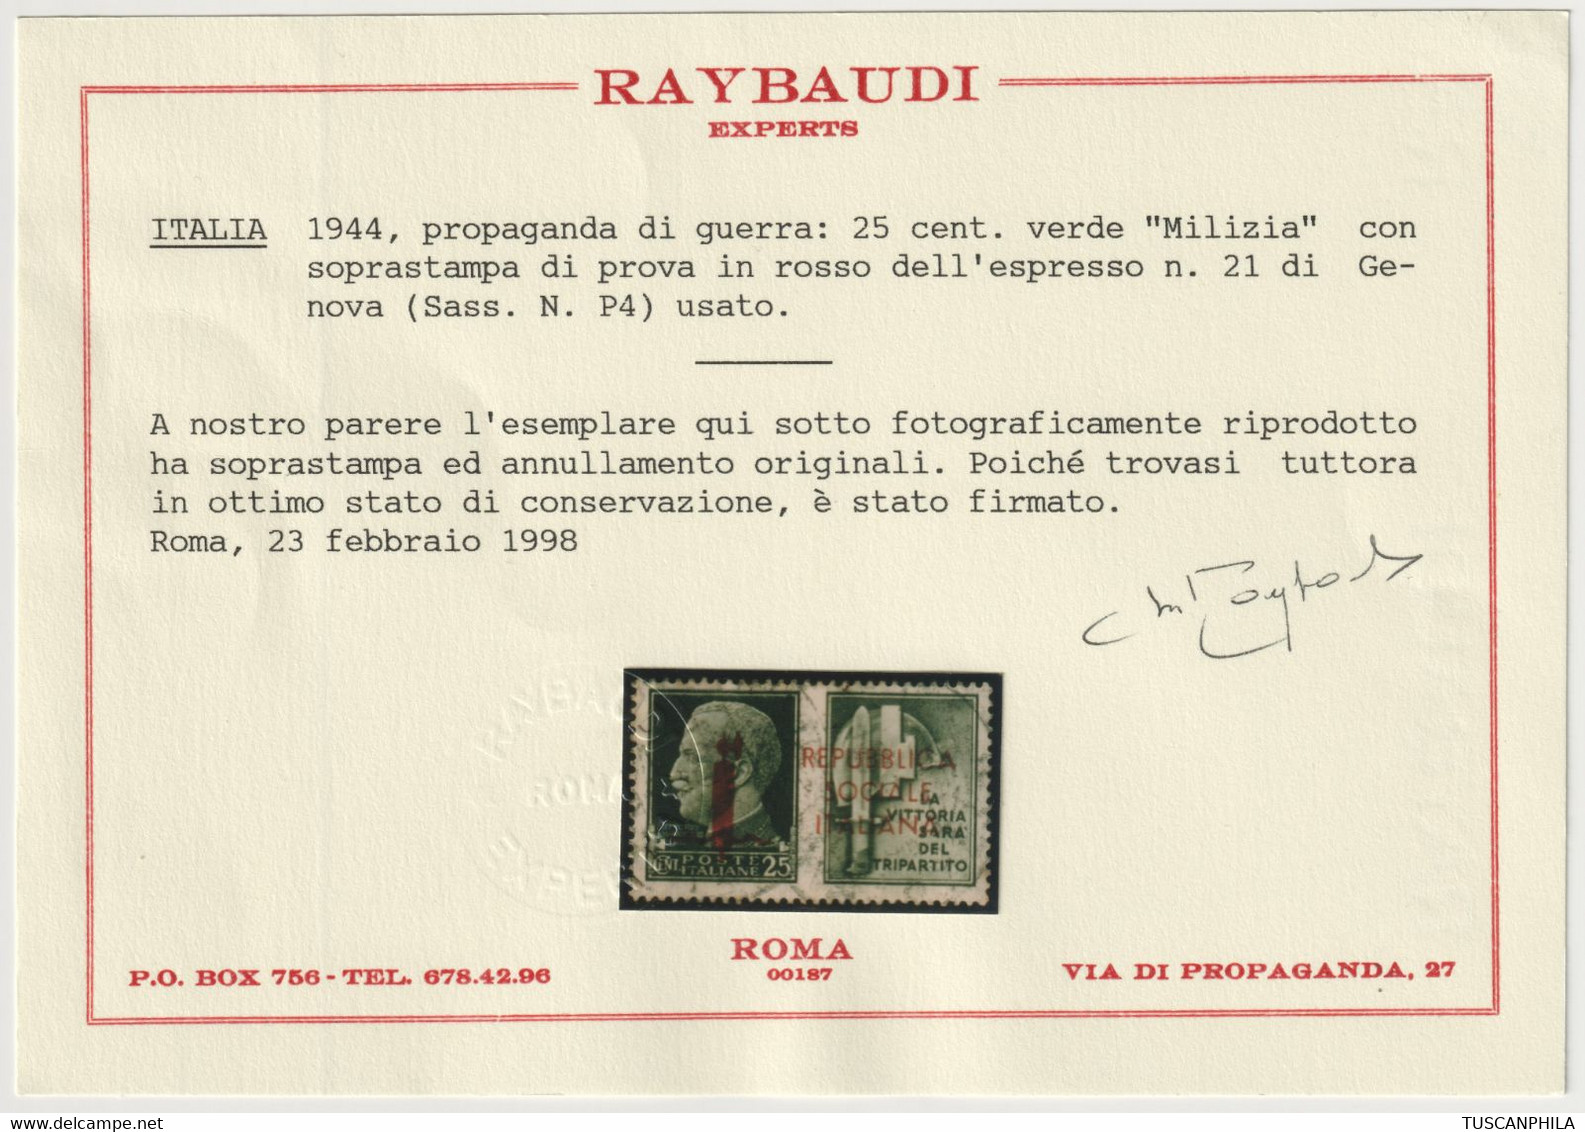 RAYBAUDI
EXPERTS
ITALIA 1944, propaganda di guerra: 25 cent. verde "Milizia" con
soprastampa di prova in rosso dell'espresso n. 21 di Ge-
nova (Sass. N. P4) usato.
A nostro parere l'esemplare qui sotto fotograficamente riprodotto
ha soprastampa ed annullamento originali. Poiché trovasi tuttora
in ottimo stato di conservazione, è stato firmato.
Roma, 23 febbraio 1998
REPUBBLICA
SOCIALE
ITALIANA
LA
VITTORIA
SARÀ
DEL
TRIPARTITO
POSTE
ITALIANE
25
ROMA
ROMA
00187
P.O. BOX 756 - TEL. 678.42.96
VIA DI PROPAGANDA, 27
TUSCANPHILA
delcampe.net